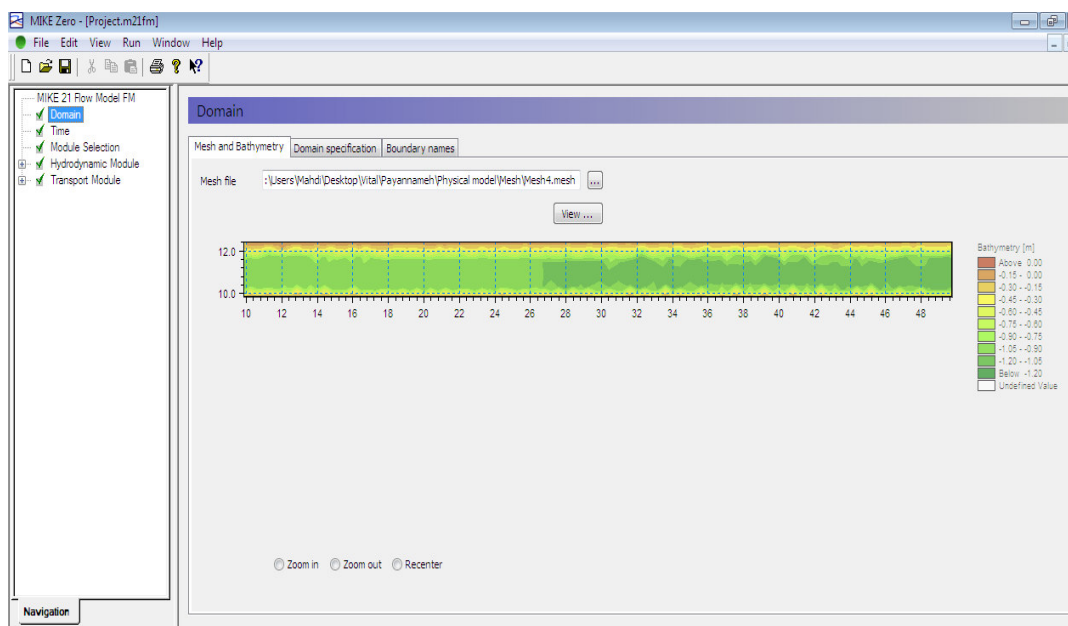 MIKE Zero - [Project.m21fm]
File Edit View Run Window Help
MIKE 21 Flow Model FM
Domain
Time
Module Selection
Hydrodynamic Module
Transport Module
Navigation
Domain
Mesh and Bathymetry Domain specification Boundary names
Mesh file :\Users\Mahdi\Desktop\Vital\Payannameh\Physical model\Mesh\Mesh4.mesh ...
View ...
12.0
10.0
10 12 14 16 18 20 22 24 26 28 30 32 34 36 38 40 42 44 46 48
Bathymetry [m]
Above 0.00
-0.15 - 0.00
-0.30 - -0.15
-0.45 - -0.30
-0.60 - -0.45
-0.75 - -0.60
-0.90 - -0.75
-1.05 - -0.90
-1.20 - -1.05
Below -1.20
Undefined Value
Zoom in Zoom out Recenter